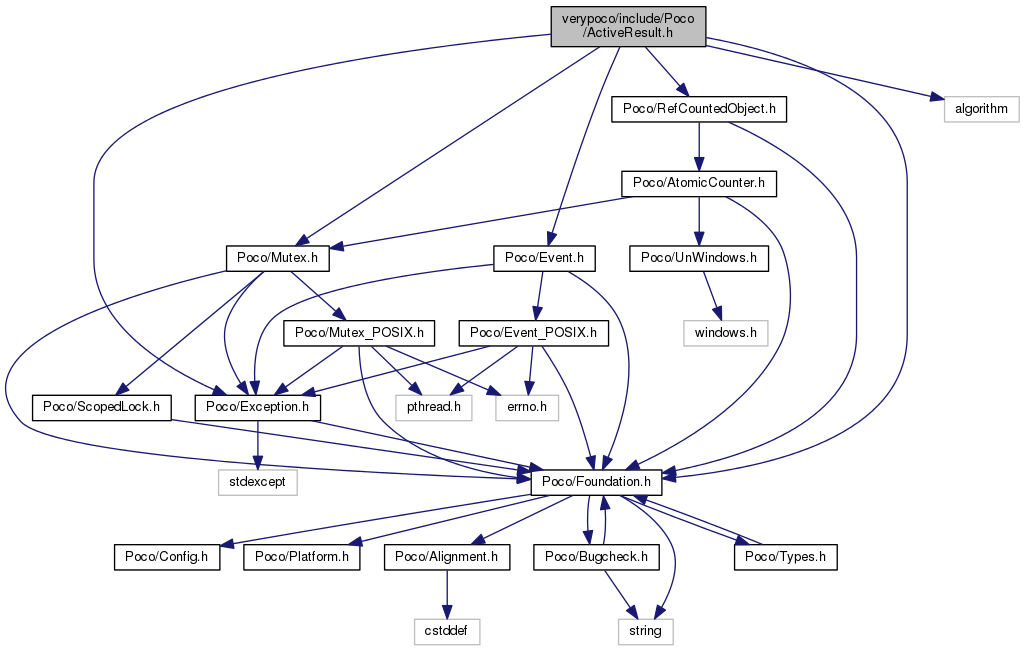 verypoco/include/Poco
/ActiveResult.h
Poco/RefCountedObject.h
algorithm
Poco/AtomicCounter.h
Poco/Mutex.h
Poco/Event.h
Poco/UnWindows.h
Poco/Mutex_POSIX.h
Poco/Event_POSIX.h
windows.h
Poco/ScopedLock.h
Poco/Exception.h
pthread.h
errno.h
stdexcept
Poco/Foundation.h
Poco/Config.h
Poco/Platform.h
Poco/Alignment.h
Poco/Bugcheck.h
Poco/Types.h
cstddef
string